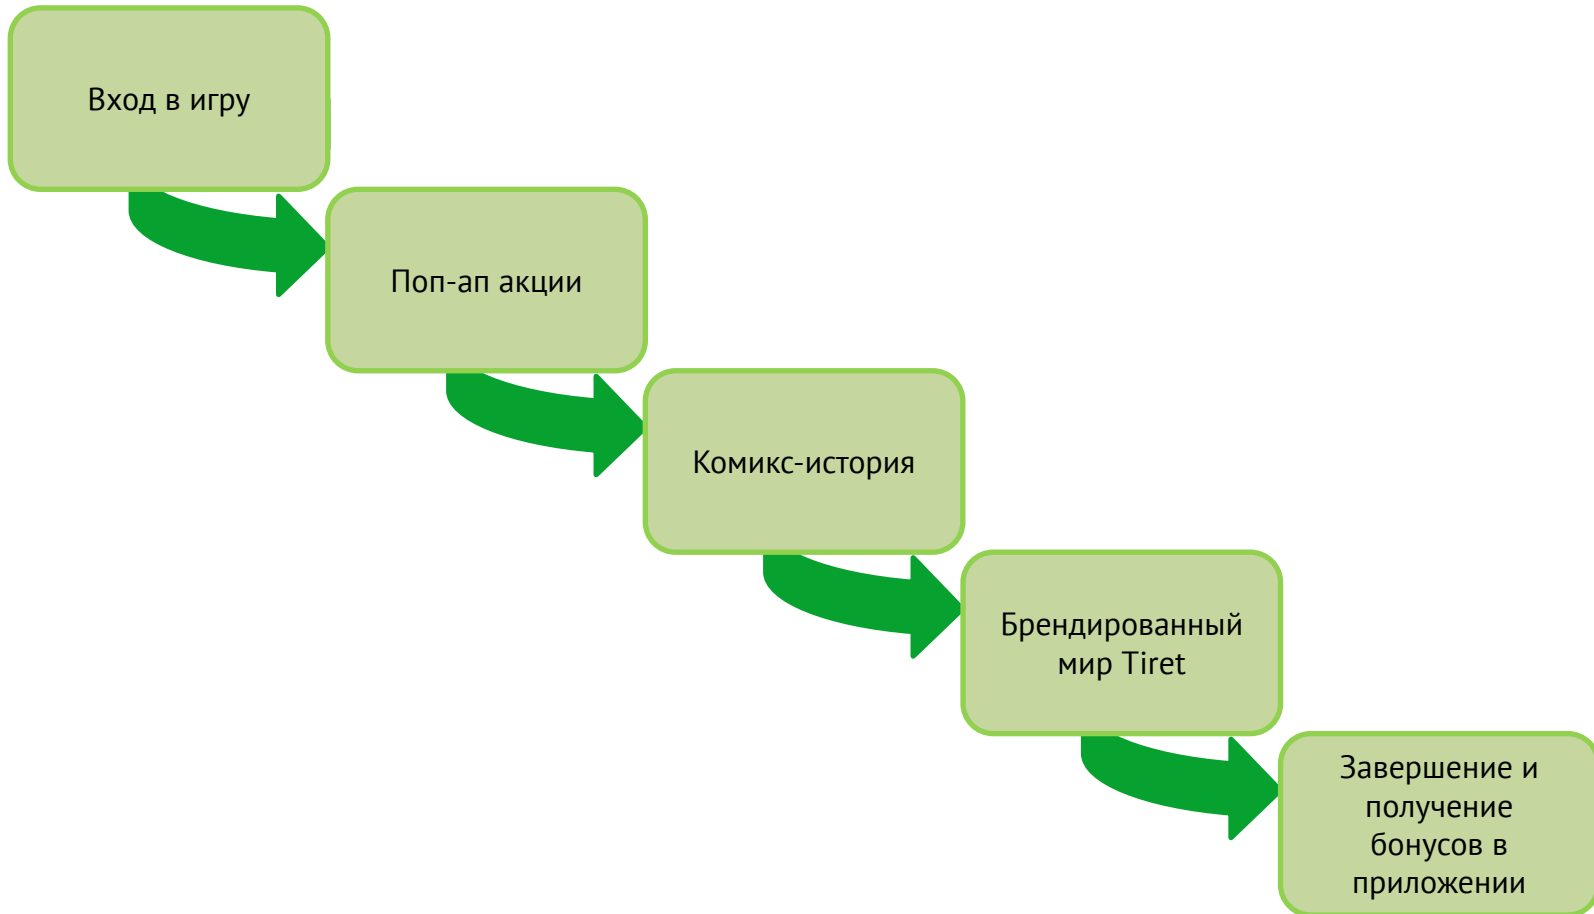 Вход в игру
Поп-ап акции
Комикс-история
Брендированный
мир Tiret
Завершение и
получение
бонусов в
приложении